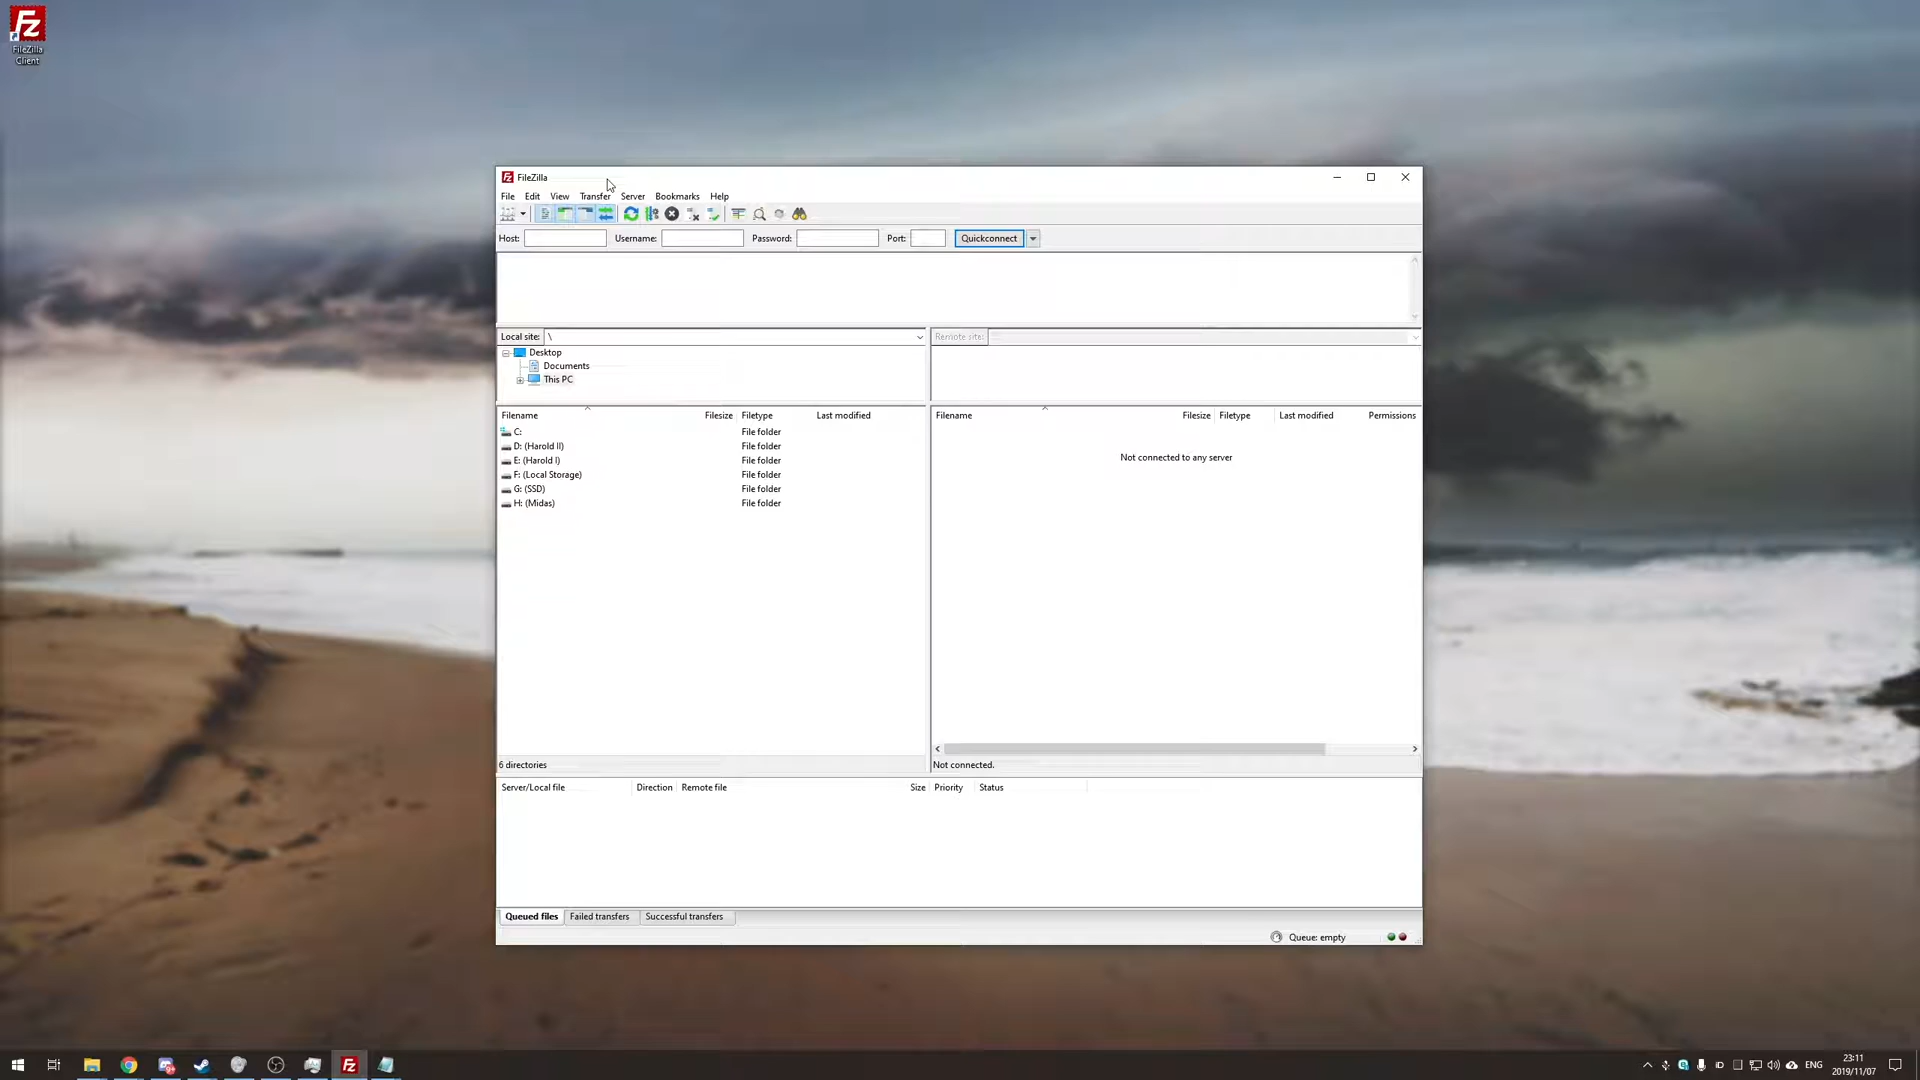 FileZilla
Client
FileZilla
File Edit View Transfer Server Bookmarks Help
Host: Username: Password: Port: Quickconnect
Local site: \
Remote site:
Desktop
Documents
This PC
Filename Filesize Filetype Last modified
Filename Filesize Filetype Last modified Permissions
C: File folder
D: (Harold II) File folder
E: (Harold I) File folder
F: (Local Storage) File folder
G: (SSD) File folder
H: (Midas) File folder
Not connected to any server
6 directories
Not connected.
Server/Local file Direction Remote file Size Priority Status
Queued files Failed transfers Successful transfers
Queue: empty
ENG
23:11
2019/11/07